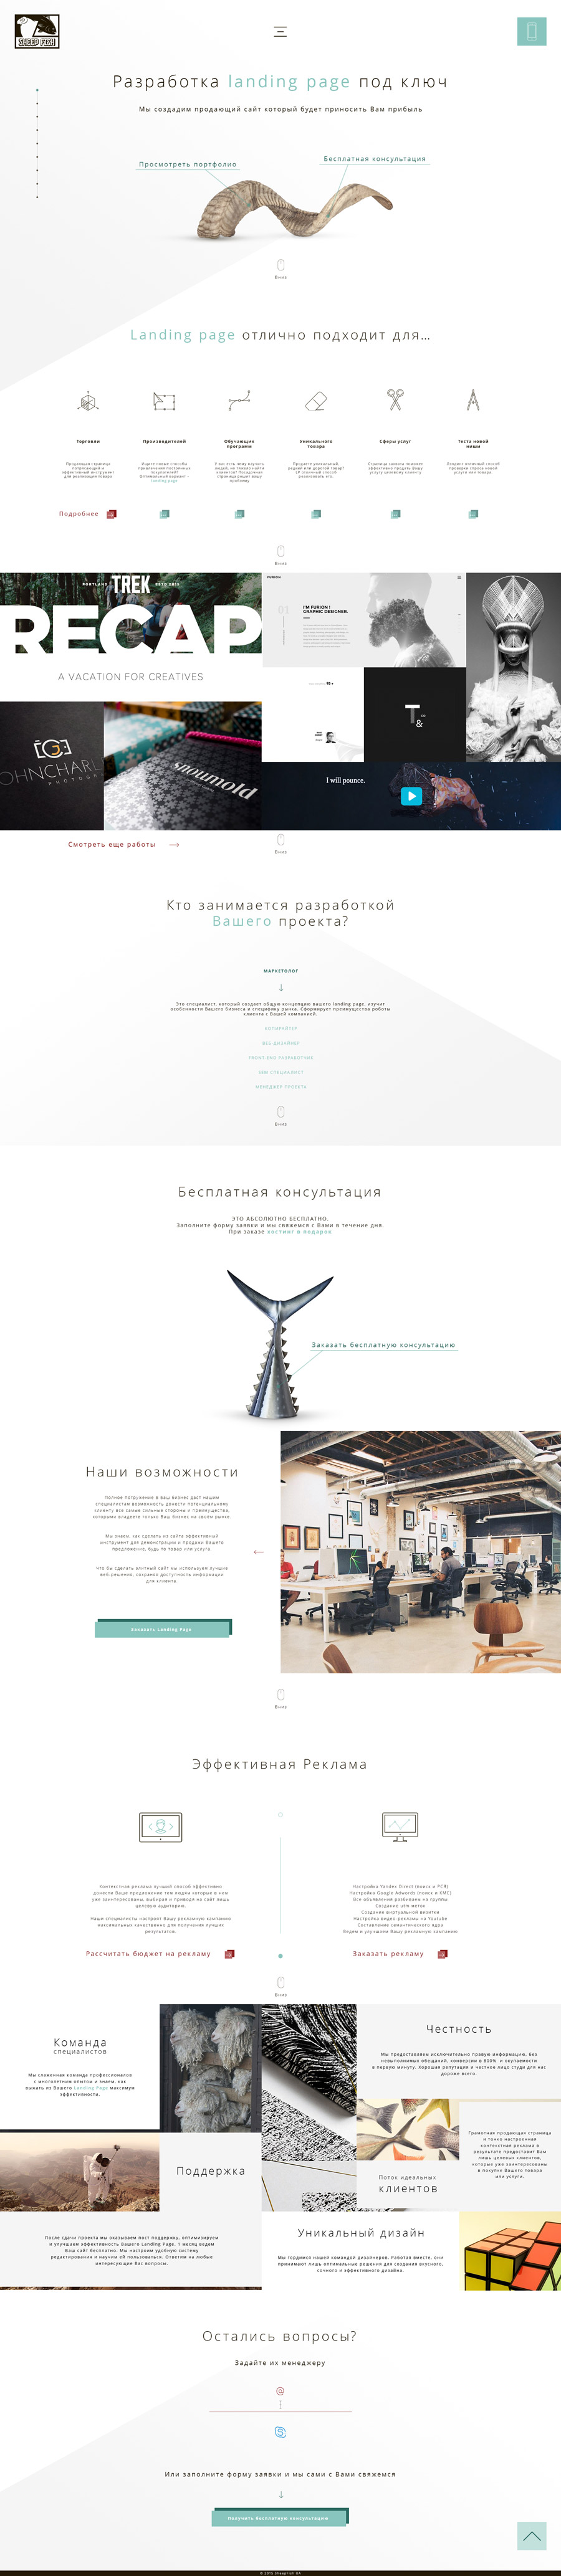 SHEEP FISH
Разработка landing page под ключ
Мы создадим продающий сайт который будет приносить Вам прибыль
Просмотреть портфолио
Бесплатная консультация
Вниз
Landing page отлично подходит для...
Торговли
Производителей
Обучающих
программ
Уникального
товара
Сферы услуг
Теста новой
ниши
Подробнее
Вниз
PORTLAND TREK
RECAP
A VACATION FOR CREATIVES
FURION
01
I'M FURION |
GRAPHIC DESIGNER.
T
&
OHNCHARL
PHOTOGR
snowmold
I will pounce.
Смотреть еще работы
Вниз
Кто занимается разработкой
Вашего проекта?
МАРКЕТОЛОГ
Это специалист, который создает общую концепцию вашего landing page, изучит
особенности Вашего бизнеса и специфику рынка. Сформирует преимущества работы
клиента с Вашей компанией.
КОПИРАЙТЕР
ВЕБ-ДИЗАЙНЕР
FRONT END РАЗРАБОТЧИК
SEM СПЕЦИАЛИСТ
МЕНЕДЖЕР ПРОЕКТА
Вниз
Бесплатная консультация
ЭТО АБСОЛЮТНО БЕСПЛАТНО.
Заполните форму заявки и мы свяжемся с Вами в течение дня.
При заказе хостинг в подарок
Заказать бесплатную консультацию
Наши возможности
Полное погружение в ваш бизнес даст нашим
специалистам возможность донести потенциальному
клиенту все самые сильные стороны и преимущества,
которыми владеете только Ваш бизнес на своём рынке.
Мы знаем, как сделать из сайта эффективный
инструмент для демонстрации и продажи Вашего
предложения, будь то товар или услуга.
Что бы сделать элитный сайт мы используем лучшие
веб-решения, сохраняя доступность информации
для клиента.
Заказать Landing Page
Вниз
Эффективная Реклама
Контекстная реклама лучший способ эффективно
донести Ваше предложение тем людям которые в нем
уже заинтересованы, выбирая и приводя на сайт лишь
целевую аудиторию.
Наши специалисты настроят Вашу рекламную кампанию
максимально качественно для получения лучших
результатов.
Рассчитать бюджет на рекламу
Настройка Yandex Direct (поиск и РСЯ)
Настройка Google Adwords (поиск и КМС)
Все объявления разбиваем на группы
Создание utm меток
Создание виртуальной визитки
Настройка видео-рекламы на Youtube
Составление семантического ядра
Ведем и улучшаем Вашу рекламную кампанию
Заказать рекламу
Вниз
Команда
специалистов
Мы слаженная команда профессионалов
с многолетним опытом и знаем, как
выжать из Вашего Landing Page максимум
эффективности.
Честность
Мы предоставляем исключительно правую информацию, без
невыполнимых обещаний, конверсии в 800% и окупаемости
в первую минуту. Хорошая репутация и честное лицо студии для нас
дороже всего.
Поддержка
Поток идеальных
клиентов
Грамотная продающая страница
и тонко настроенная
контекстная реклама в
результате предоставит Вам
лишь целевых клиентов,
которые уже заинтересованы
в покупке Вашего товара
или услуги.
После сдачи проекта мы оказываем пост поддержку, оптимизируем
и улучшаем эффективность Вашего Landing Page. 1 месяц ведем
Ваш сайт бесплатно. Мы настроим удобную систему
редактирования и научим ей пользоваться. Ответим на любые
интересующие Вас вопросы.
Уникальный дизайн
Мы гордимся нашей командой дизайнеров. Работая вместе, они
принимают лишь оптимальные решения для создания вкусного,
сочного и эффективного дизайна.
Остались вопросы?
Задайте их менеджеру
@
Или заполните форму заявки и мы сами с Вами свяжемся
Получить бесплатную консультацию
© 2015 SheepFish UA